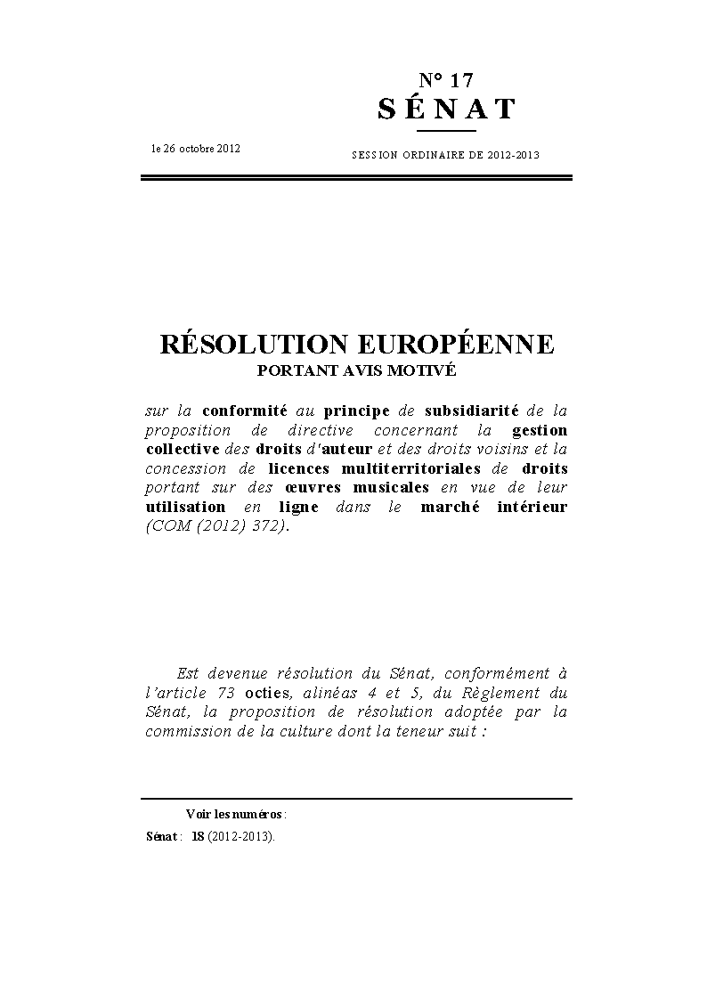 N° 17
SÉNAT
le 26 octobre 2012
SESSION ORDINAIRE DE 2012-2013
RÉSOLUTION EUROPÉENNE
PORTANT AVIS MOTIVÉ
sur la conformité au principe de subsidiarité de la
proposition de directive concernant la gestion
collective des droits d'auteur et des droits voisins et la
concession de licences multiterritoriales de droits
portant sur des œuvres musicales en vue de leur
utilisation en ligne dans le marché intérieur
(COM (2012) 372).
Est devenue résolution du Sénat, conformément à
l’article 73 octies, alinéas 4 et 5, du Règlement du
Sénat, la proposition de résolution adoptée par la
commission de la culture dont la teneur suit :
Voir les numéros :
Sénat : 18 (2012-2013).